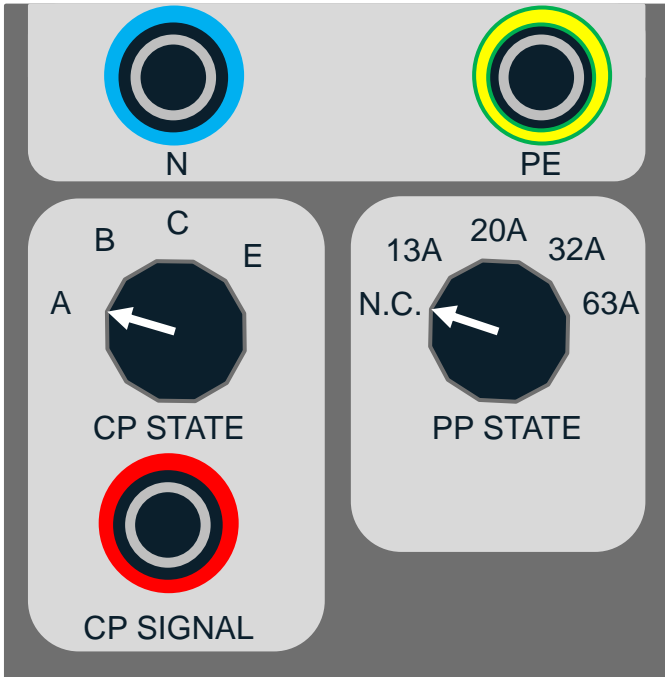 N
PE
A
B
C
E
CP STATE
CP SIGNAL
N.C.
13A
20A
32A
63A
PP STATE